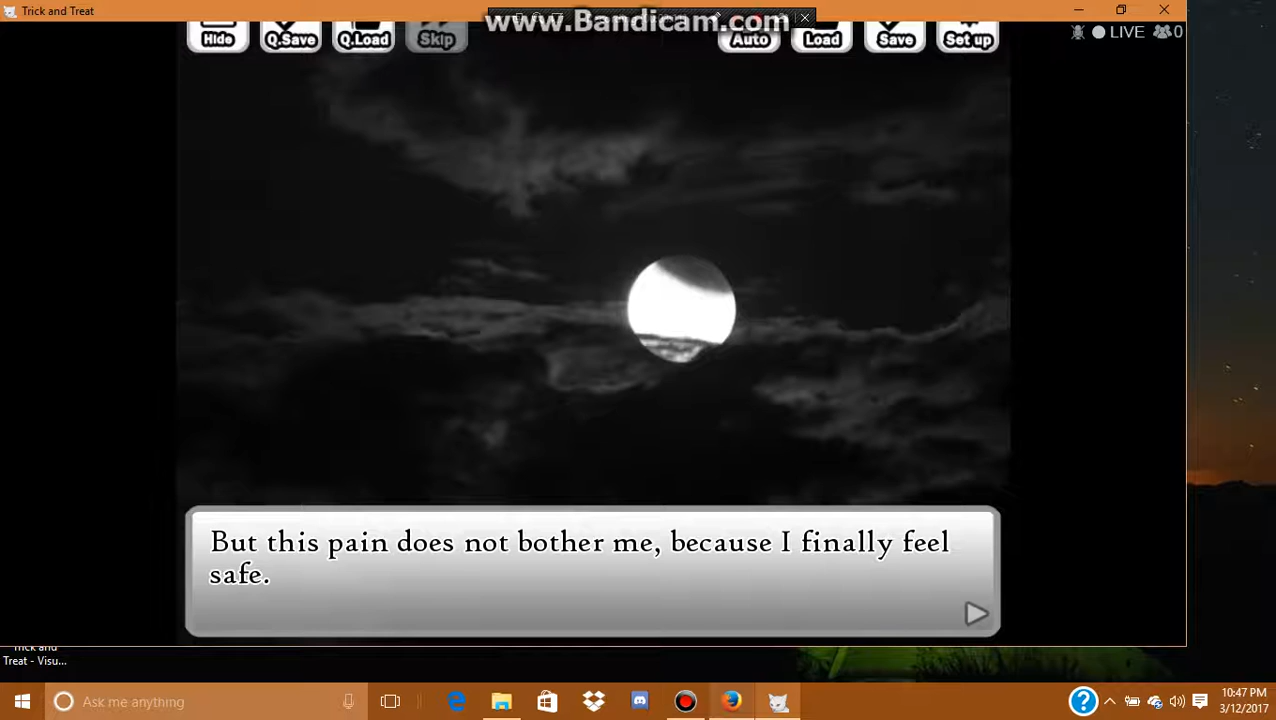 Trick and Treat
www.Bandicam.com
Hide
Q.Save
Q.Load
Skip
Auto
Load
Save
Set up
LIVE
0
But this pain does not bother me, because I finally feel
safe.
Trick and
Treat - Visu...
Ask me anything
10:47 PM
3/12/2017